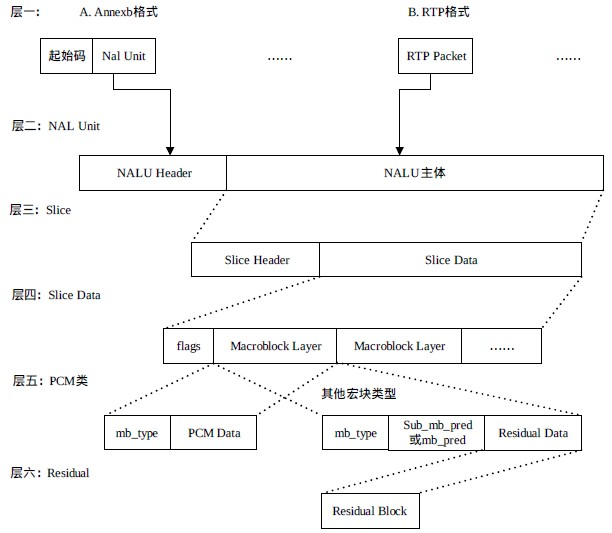 层一： A. Annexb格式 B. RTP格式
起始码 Nal Unit …… RTP Packet ……
层二：NAL Unit
NALU Header NALU主体
层三：Slice
Slice Header Slice Data
层四：Slice Data
flags Macroblock Layer Macroblock Layer ……
层五：PCM类
其他宏块类型
mb_type PCM Data mb_type Sub_mb_pred
或mb_pred Residual Data
层六：Residual
Residual Block